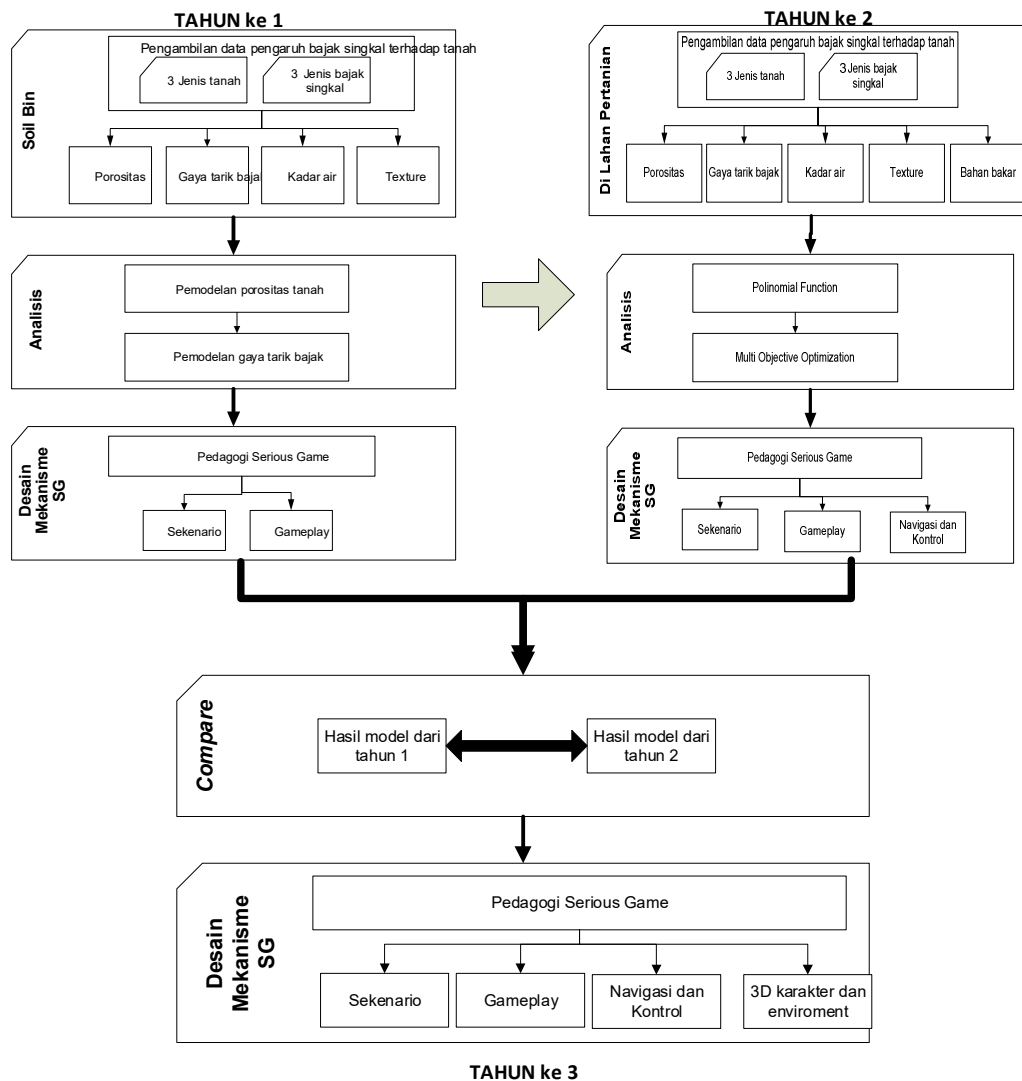 TAHUN ke 1
Soil Bin
Pengambilan data pengaruh bajak singkal terhadap tanah
3 Jenis tanah
3 Jenis bajak
singkal
Porositas
Gaya tarik bajak
Kadar air
Texture
Analisis
Pemodelan porositas tanah
Pemodelan gaya tarik bajak
Desain
Mekanisme
SG
Pedagogi Serious Game
Sekenario
Gameplay
TAHUN ke 2
Di Lahan Pertanian
Pengambilan data pengaruh bajak singkal terhadap tanah
3 Jenis tanah
3 Jenis bajak
singkal
Porositas
Gaya tarik bajak
Kadar air
Texture
Bahan bakar
Analisis
Polinomial Function
Multi Objective Optimization
Desain
Mekanisme
SG
Pedagogi Serious Game
Sekenario
Gameplay
Navigasi dan
Kontrol
Compare
Hasil model dari
tahun 1
Hasil model dari
tahun 2
Desain
Mekanisme
SG
Pedagogi Serious Game
Sekenario
Gameplay
Navigasi dan
Kontrol
3D karakter dan
enviroment
TAHUN ke 3